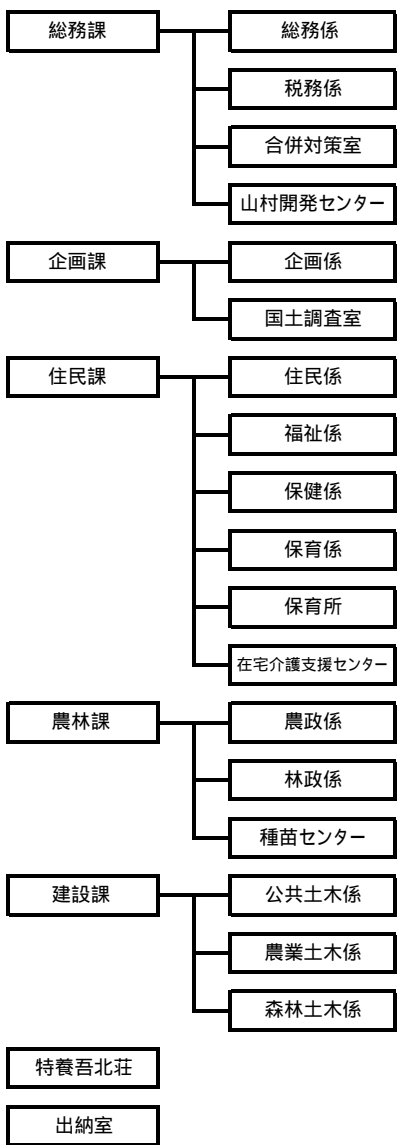 総務課
総務係
税務係
合併対策室
山村開発センター
企画課
企画係
国土調査室
住民課
住民係
福祉係
保健係
保育係
保育所
在宅介護支援センター
農林課
農政係
林政係
種苗センター
建設課
公共土木係
農業土木係
森林土木係
特養吾北荘
出納室